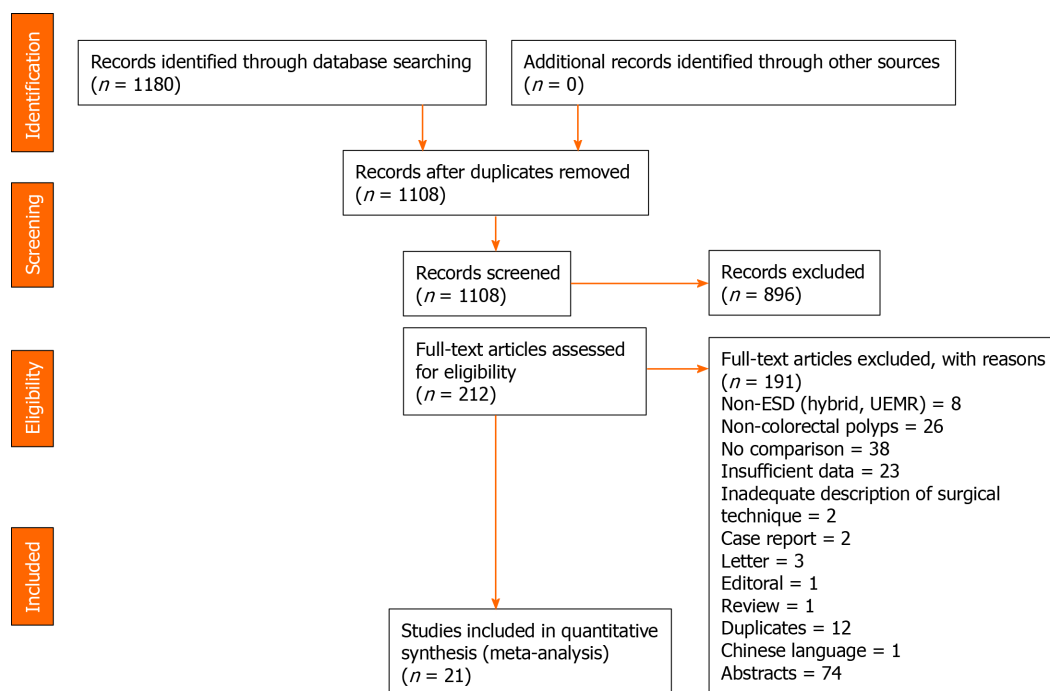 Identification
Records identified through database searching
(n = 1180)
Additional records identified through other sources
(n = 0)
Records after duplicates removed
(n = 1108)
Screening
Records screened
(n = 1108)
Records excluded
(n = 896)
Eligibility
Full-text articles assessed
for eligibility
(n = 212)
Full-text articles excluded, with reasons
(n = 191)
Non-ESD (hybrid, UEMR) = 8
Non-colorectal polyps = 26
No comparison = 38
Insufficient data = 23
Inadequate description of surgical
technique = 2
Case report = 2
Letter = 3
Editoral = 1
Review = 1
Duplicates = 12
Chinese language = 1
Abstracts = 74
Included
Studies included in quantitative
synthesis (meta-analysis)
(n = 21)